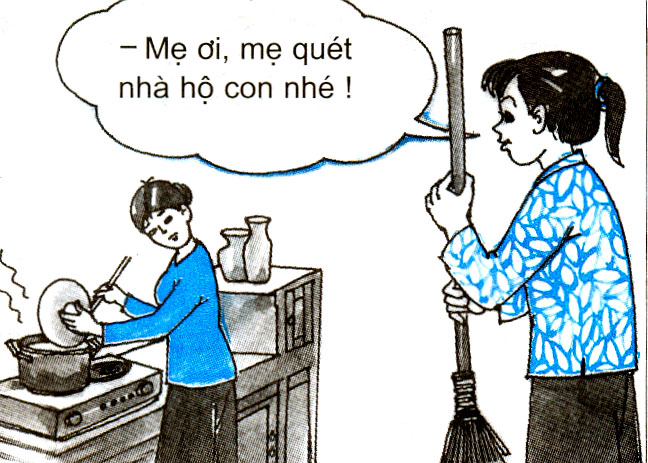 – Mẹ ơi, mẹ quét
nhà hộ con nhé !